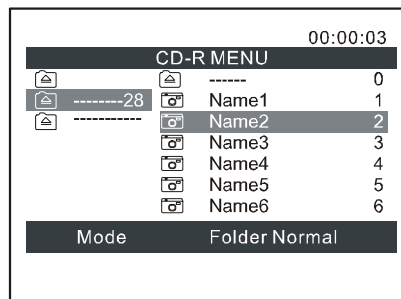 00:00:03
CD-R MENU
------ 0
--------28 Name1 1
----------- Name2 2
Name3 3
Name4 4
Name5 5
Name6 6
Mode Folder Normal